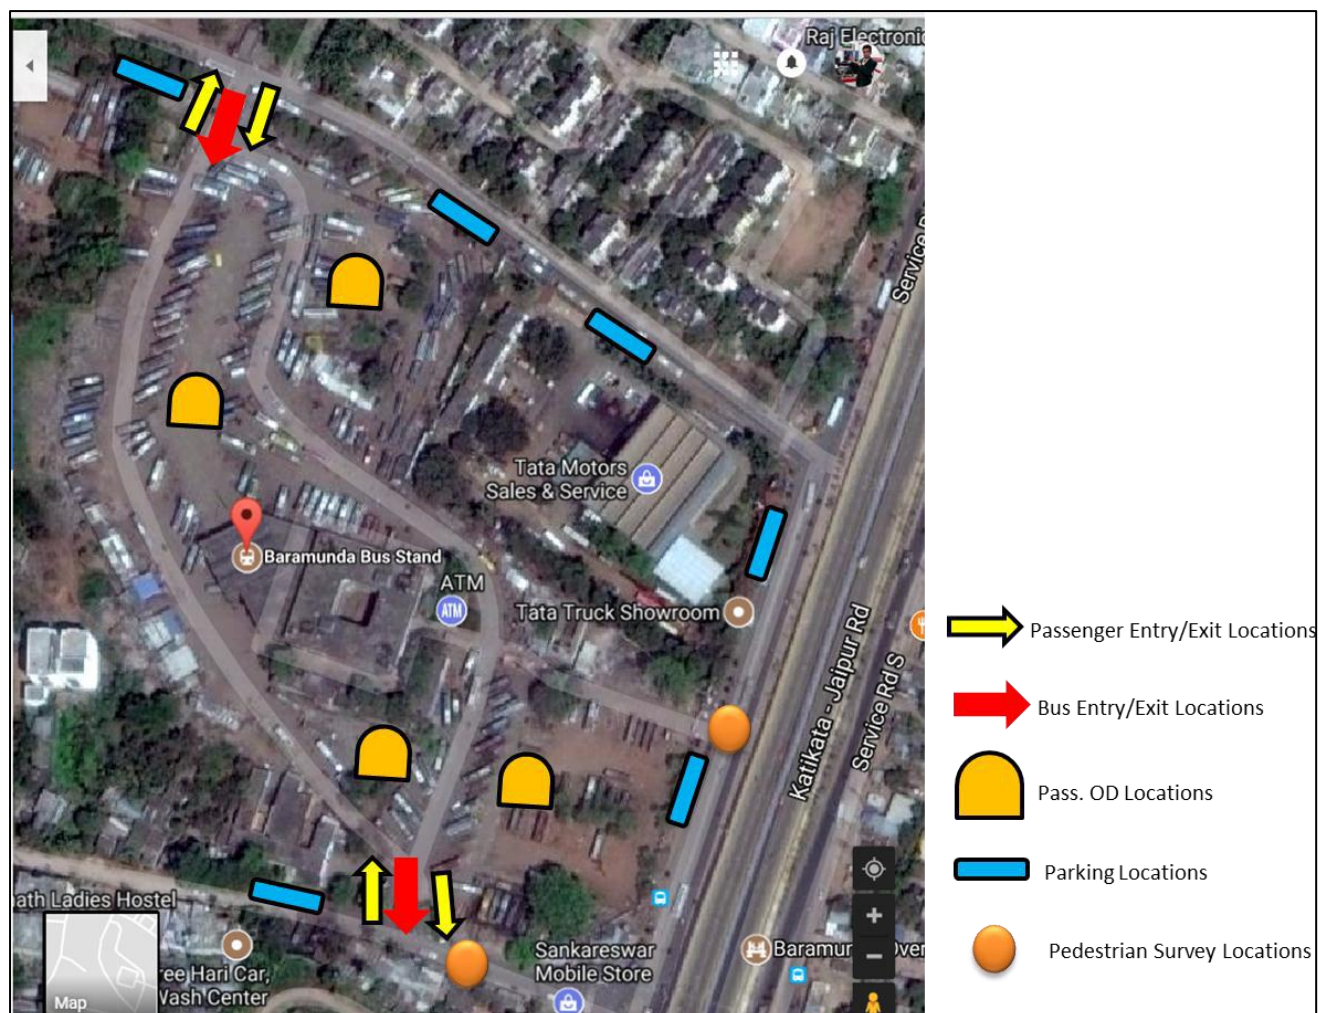 Raj Electronic
Service R
Tata Motors
Sales & Service
Baramunda Bus Stand
ATM
ATM
Tata Truck Showroom
Katikata - Jaipur Rd
Service Rd S
Passenger Entry/Exit Locations
Bus Entry/Exit Locations
Pass. OD Locations
Parking Locations
Pedestrian Survey Locations
ath Ladies Hostel
ree Hari Car,
Wash Center
Sankareswar
Mobile Store
Baramun
Over
Map